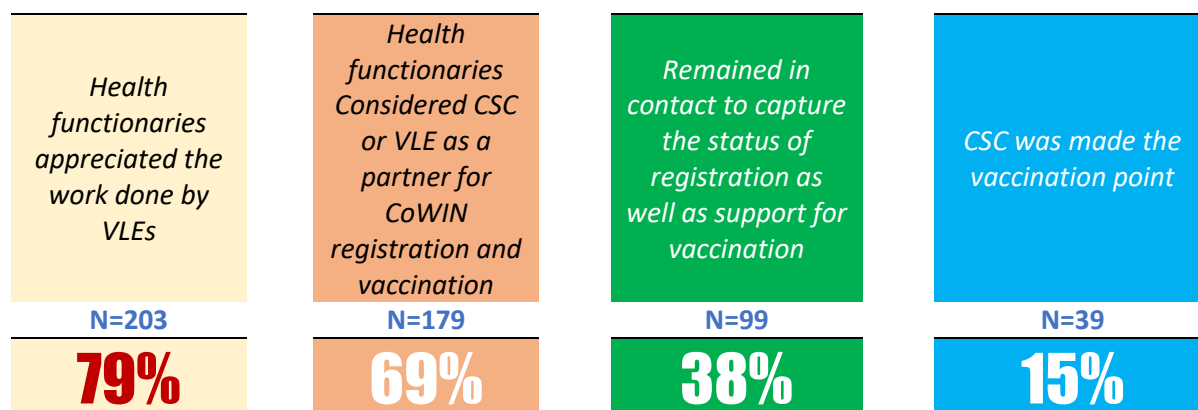 Health
functionaries
appreciated the
work done by
VLEs
N=203
79%
Health
functionaries
Considered CSC
or VLE as a
partner for
CoWIN
registration and
vaccination
N=179
69%
Remained in
contact to capture
the status of
registration as
well as support for
vaccination
N=99
38%
CSC was made the
vaccination point
N=39
15%